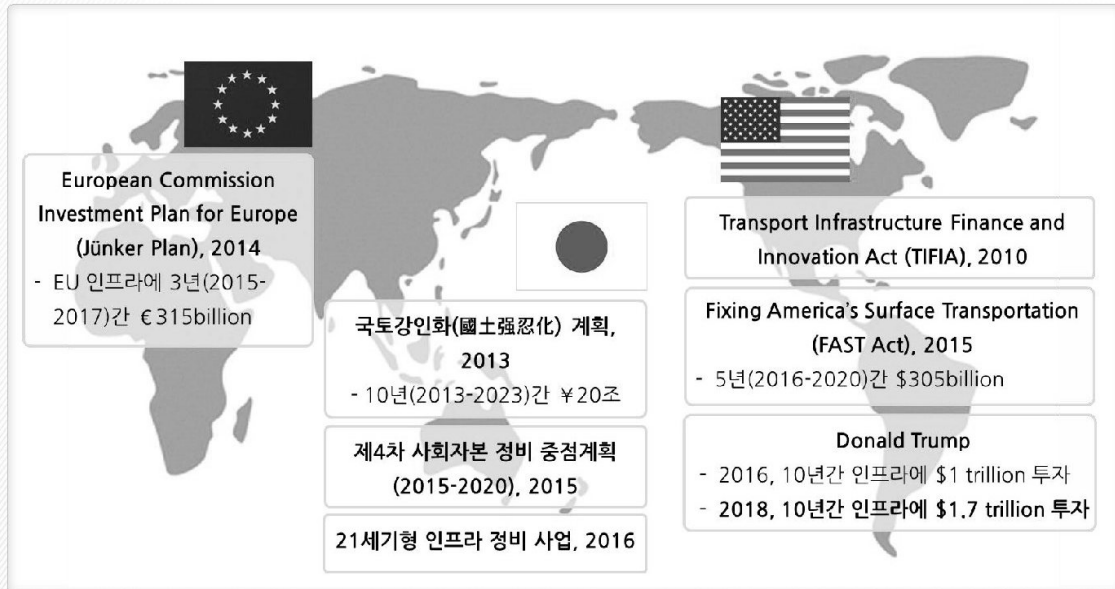 European Commission
Investment Plan for Europe
(Jünker Plan), 2014
- EU 인프라에 3년(2015-
2017)간 €315billion
국토강인화(國土强忍化) 계획,
2013
- 10년(2013-2023)간 ¥20조
제4차 사회자본 정비 중점계획
(2015-2020), 2015
21세기형 인프라 정비 사업, 2016
Transport Infrastructure Finance and
Innovation Act (TIFIA), 2010
Fixing America's Surface Transportation
(FAST Act), 2015
- 5년(2016-2020)간 $305billion
Donald Trump
- 2016, 10년간 인프라에 $1 trillion 투자
- 2018, 10년간 인프라에 $1.7 trillion 투자